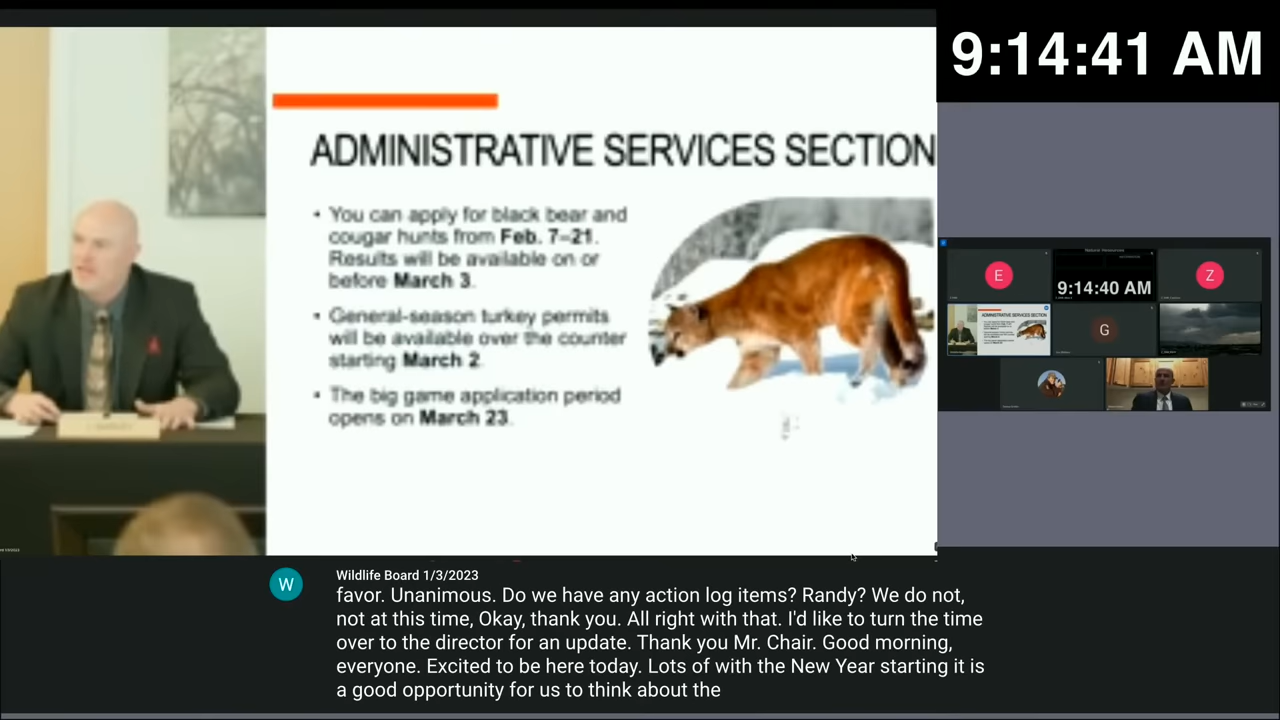 9:14:41 AM
ADMINISTRATIVE SERVICES SECTION
• You can apply for black bear and
cougar hunts from Feb. 7–21.
Results will be available on or
before March 3.
• General-season turkey permits
will be available over the counter
starting March 2.
• The big game application period
opens on March 23.
E
9:14:40 AM
Z
ADMINISTRATIVE SERVICES SECTION
G
W
Wildlife Board 1/3/2023
favor. Unanimous. Do we have any action log items? Randy? We do not,
not at this time, Okay, thank you. All right with that. I'd like to turn the time
over to the director for an update. Thank you Mr. Chair. Good morning,
everyone. Excited to be here today. Lots of with the New Year starting it is
a good opportunity for us to think about the